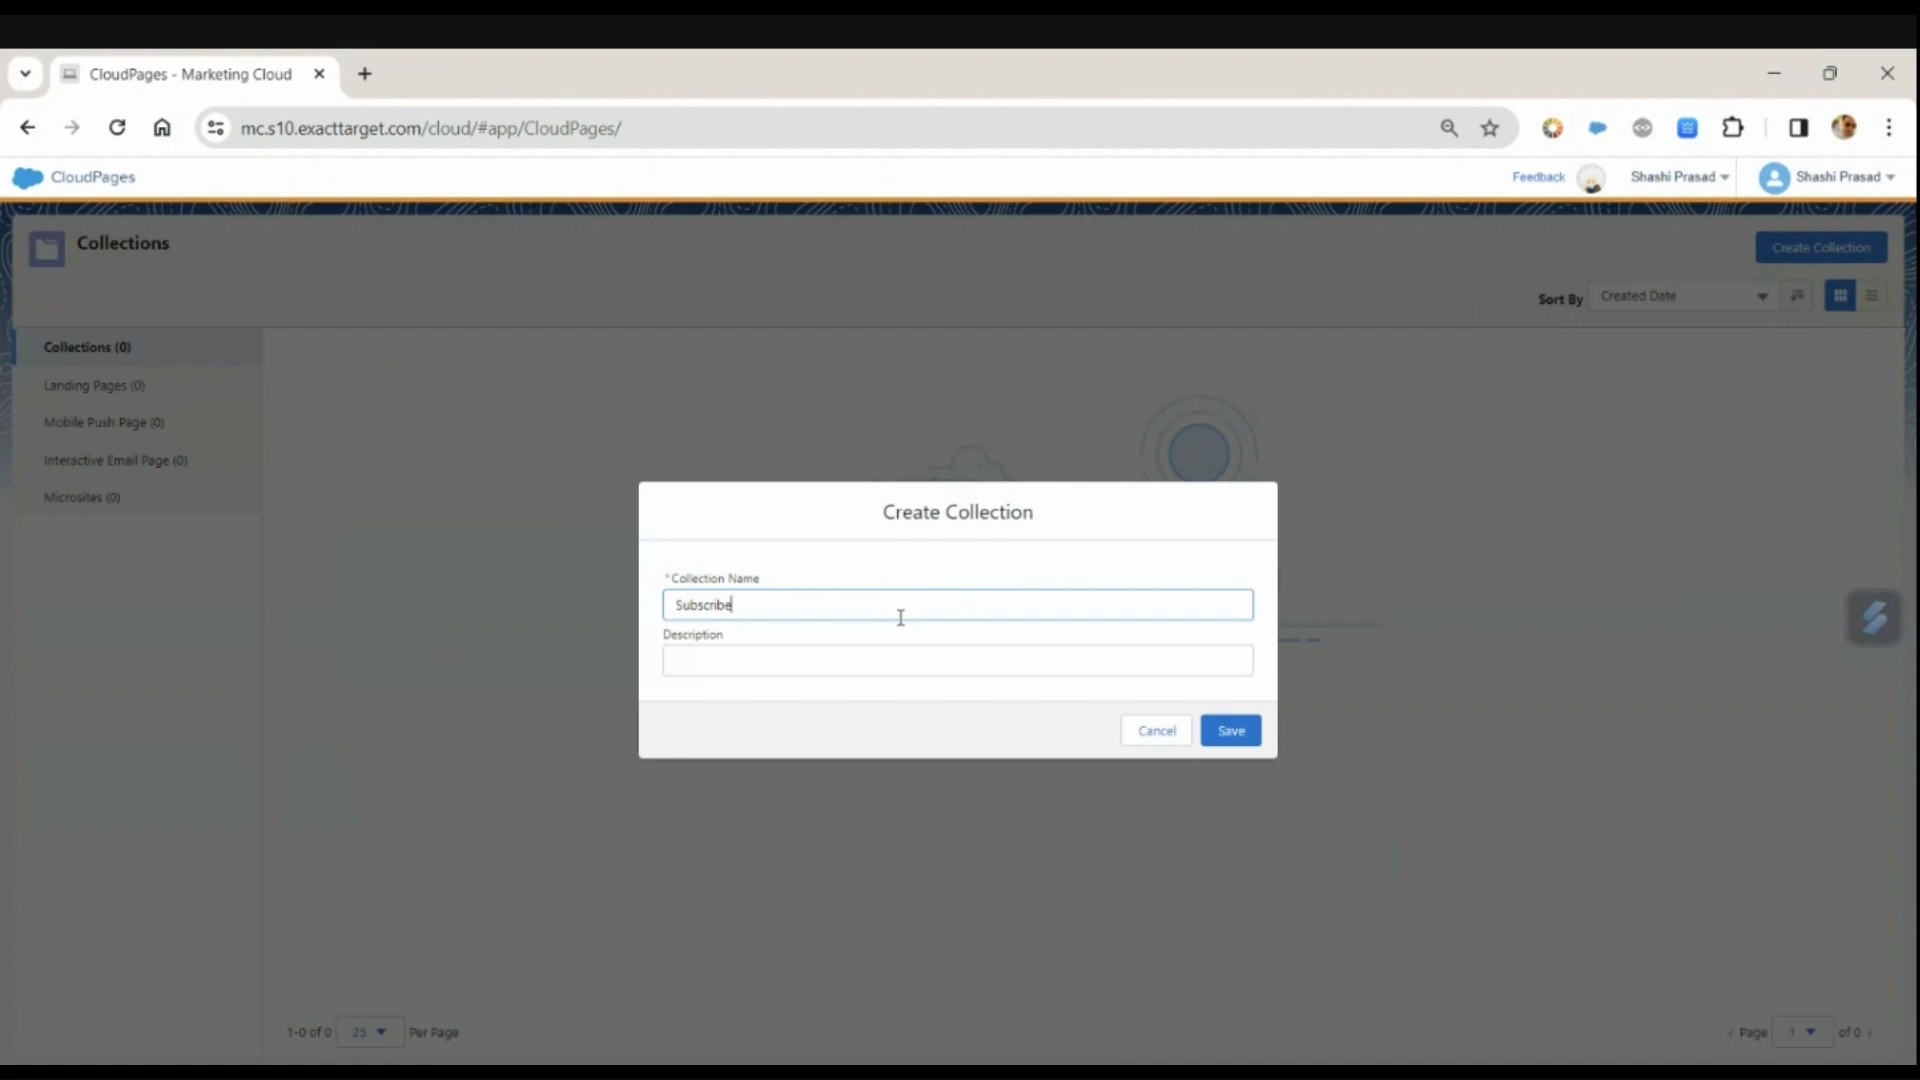 CloudPages - Marketing Cloud
mc.s10.exacttarget.com/cloud/#app/CloudPages/
CloudPages
Feedback
Shashi Prasad
Shashi Prasad
Collections
Create Collection
Sort By
Created Date
Collections (0)
Landing Pages (0)
Mobile Push Page (0)
Interactive Email Page (0)
Microsites (0)
Create Collection
*Collection Name
Subscribe
Description
Cancel
Save
1-0 of 0 25 Per Page
Page 1 of 0